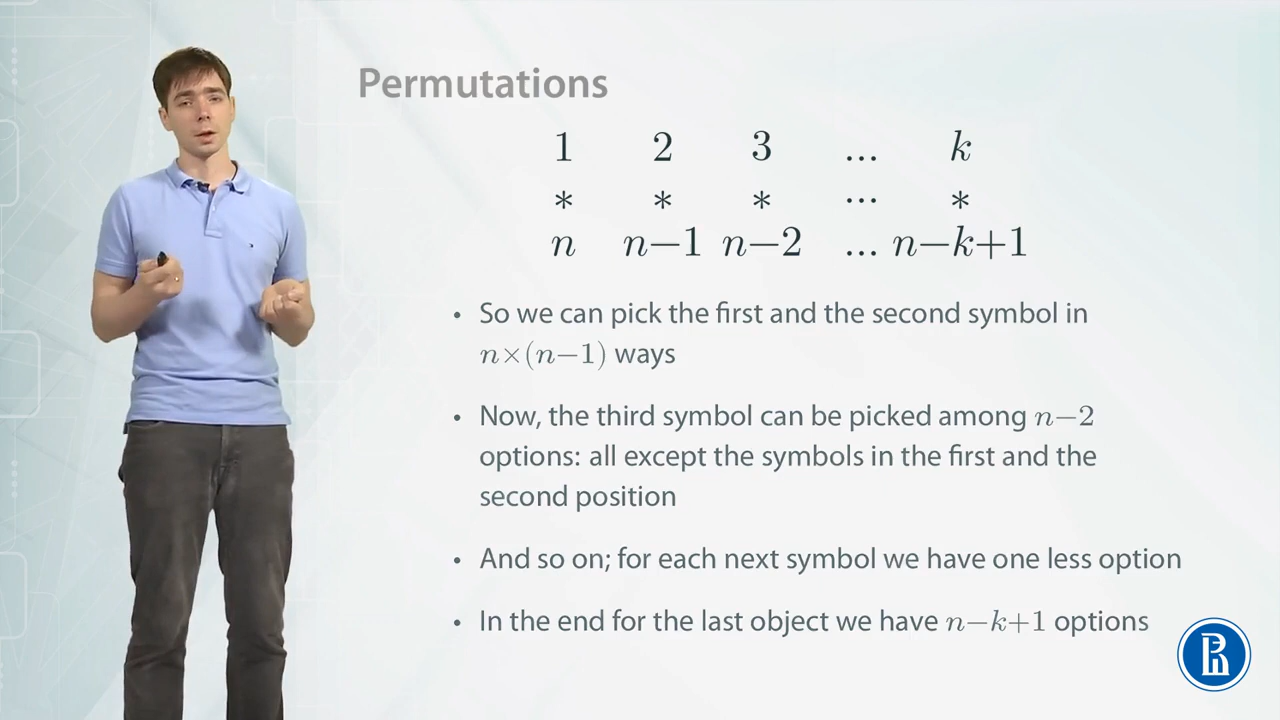 Permutations
1 2 3 ... k
* * * ... *
n n−1 n−2 ... n−k+1
• So we can pick the first and the second symbol in
n×(n−1) ways
• Now, the third symbol can be picked among n−2
options: all except the symbols in the first and the
second position
• And so on; for each next symbol we have one less option
• In the end for the last object we have n−k+1 options